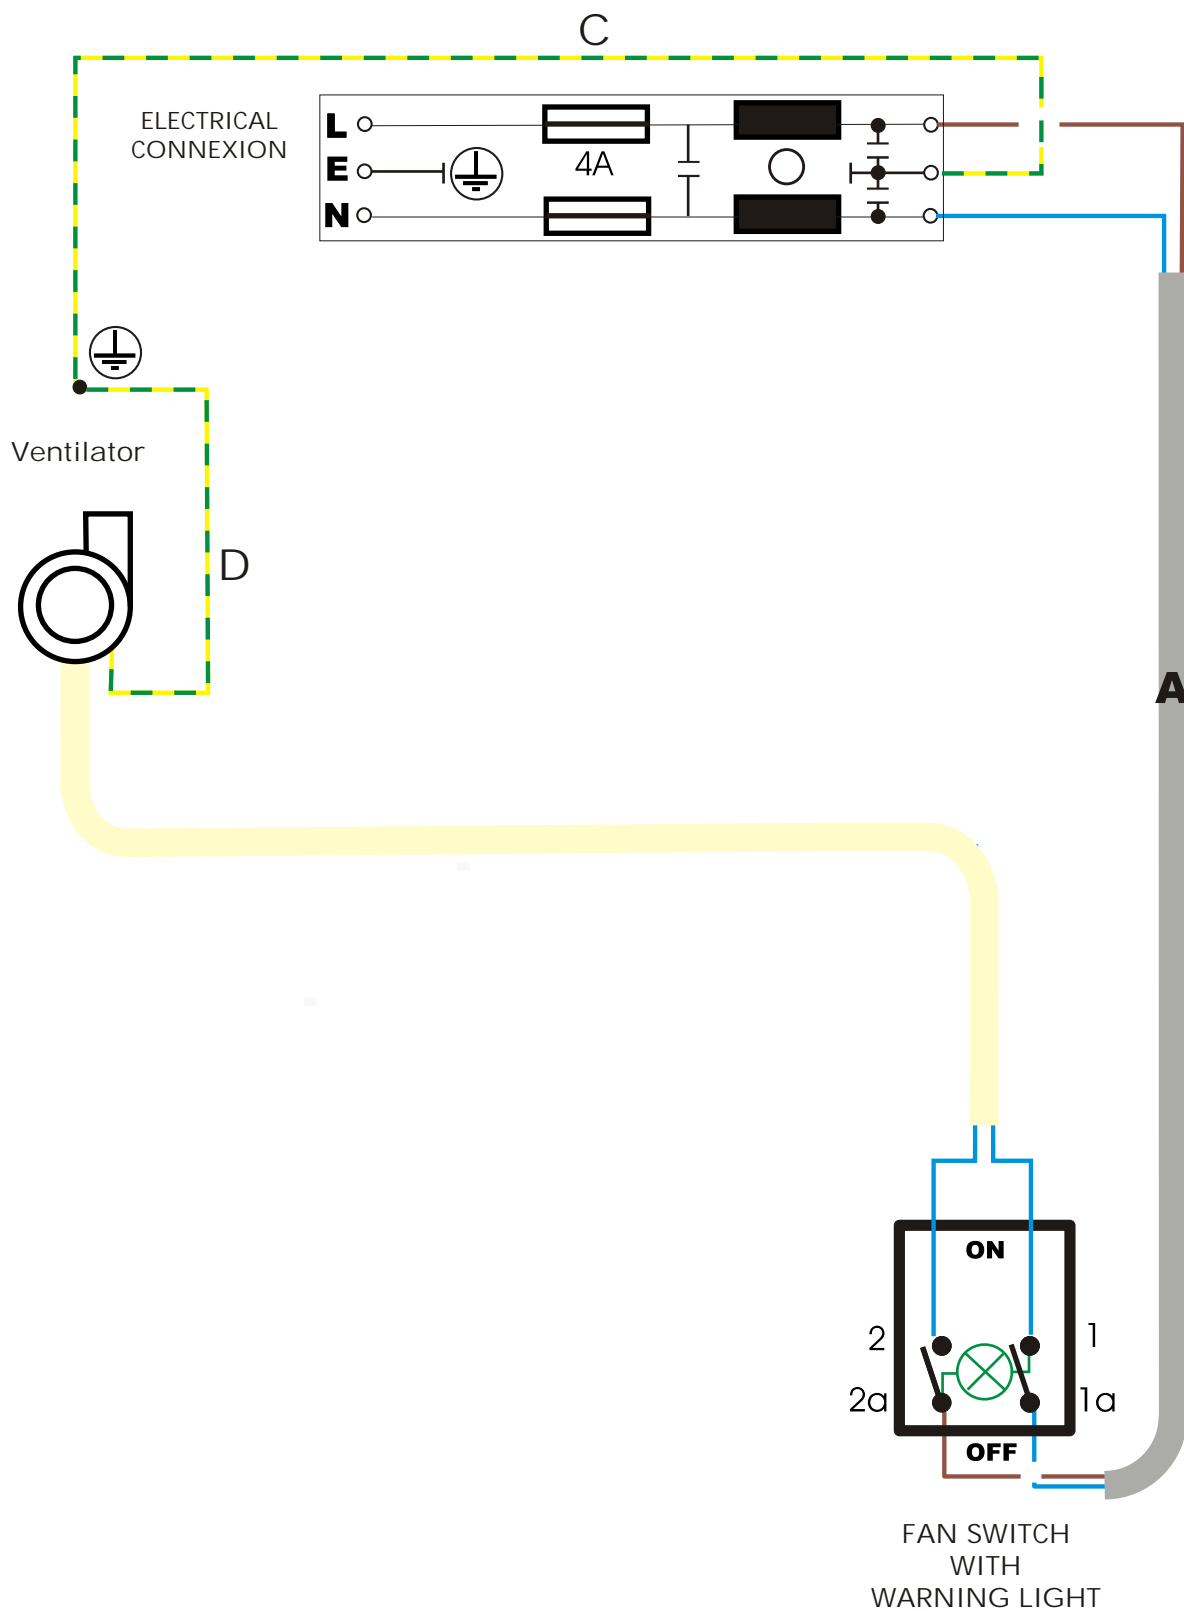 C
ELECTRICAL
CONNEXION
L
E
N
4A
Ventilator
D
A
ON
2
1
2a
1a
OFF
FAN SWITCH
WITH
WARNING LIGHT